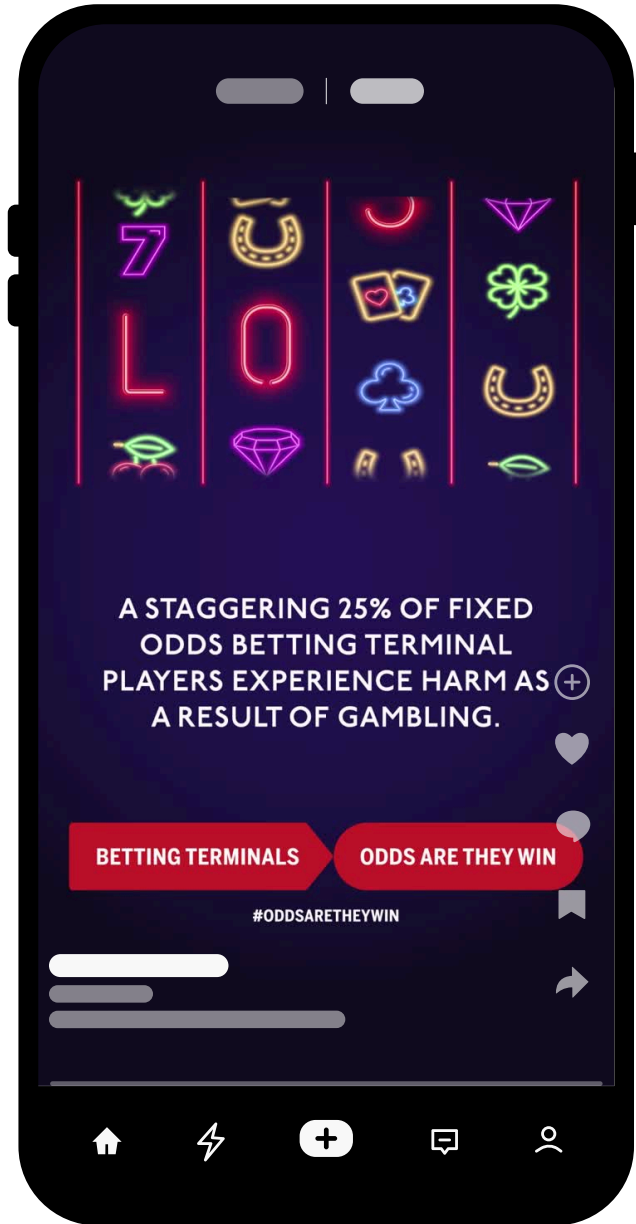 7
L O
A STAGGERING 25% OF FIXED
ODDS BETTING TERMINAL
PLAYERS EXPERIENCE HARM AS
A RESULT OF GAMBLING.
BETTING TERMINALS ODDS ARE THEY WIN
#ODDSARETHEYWIN